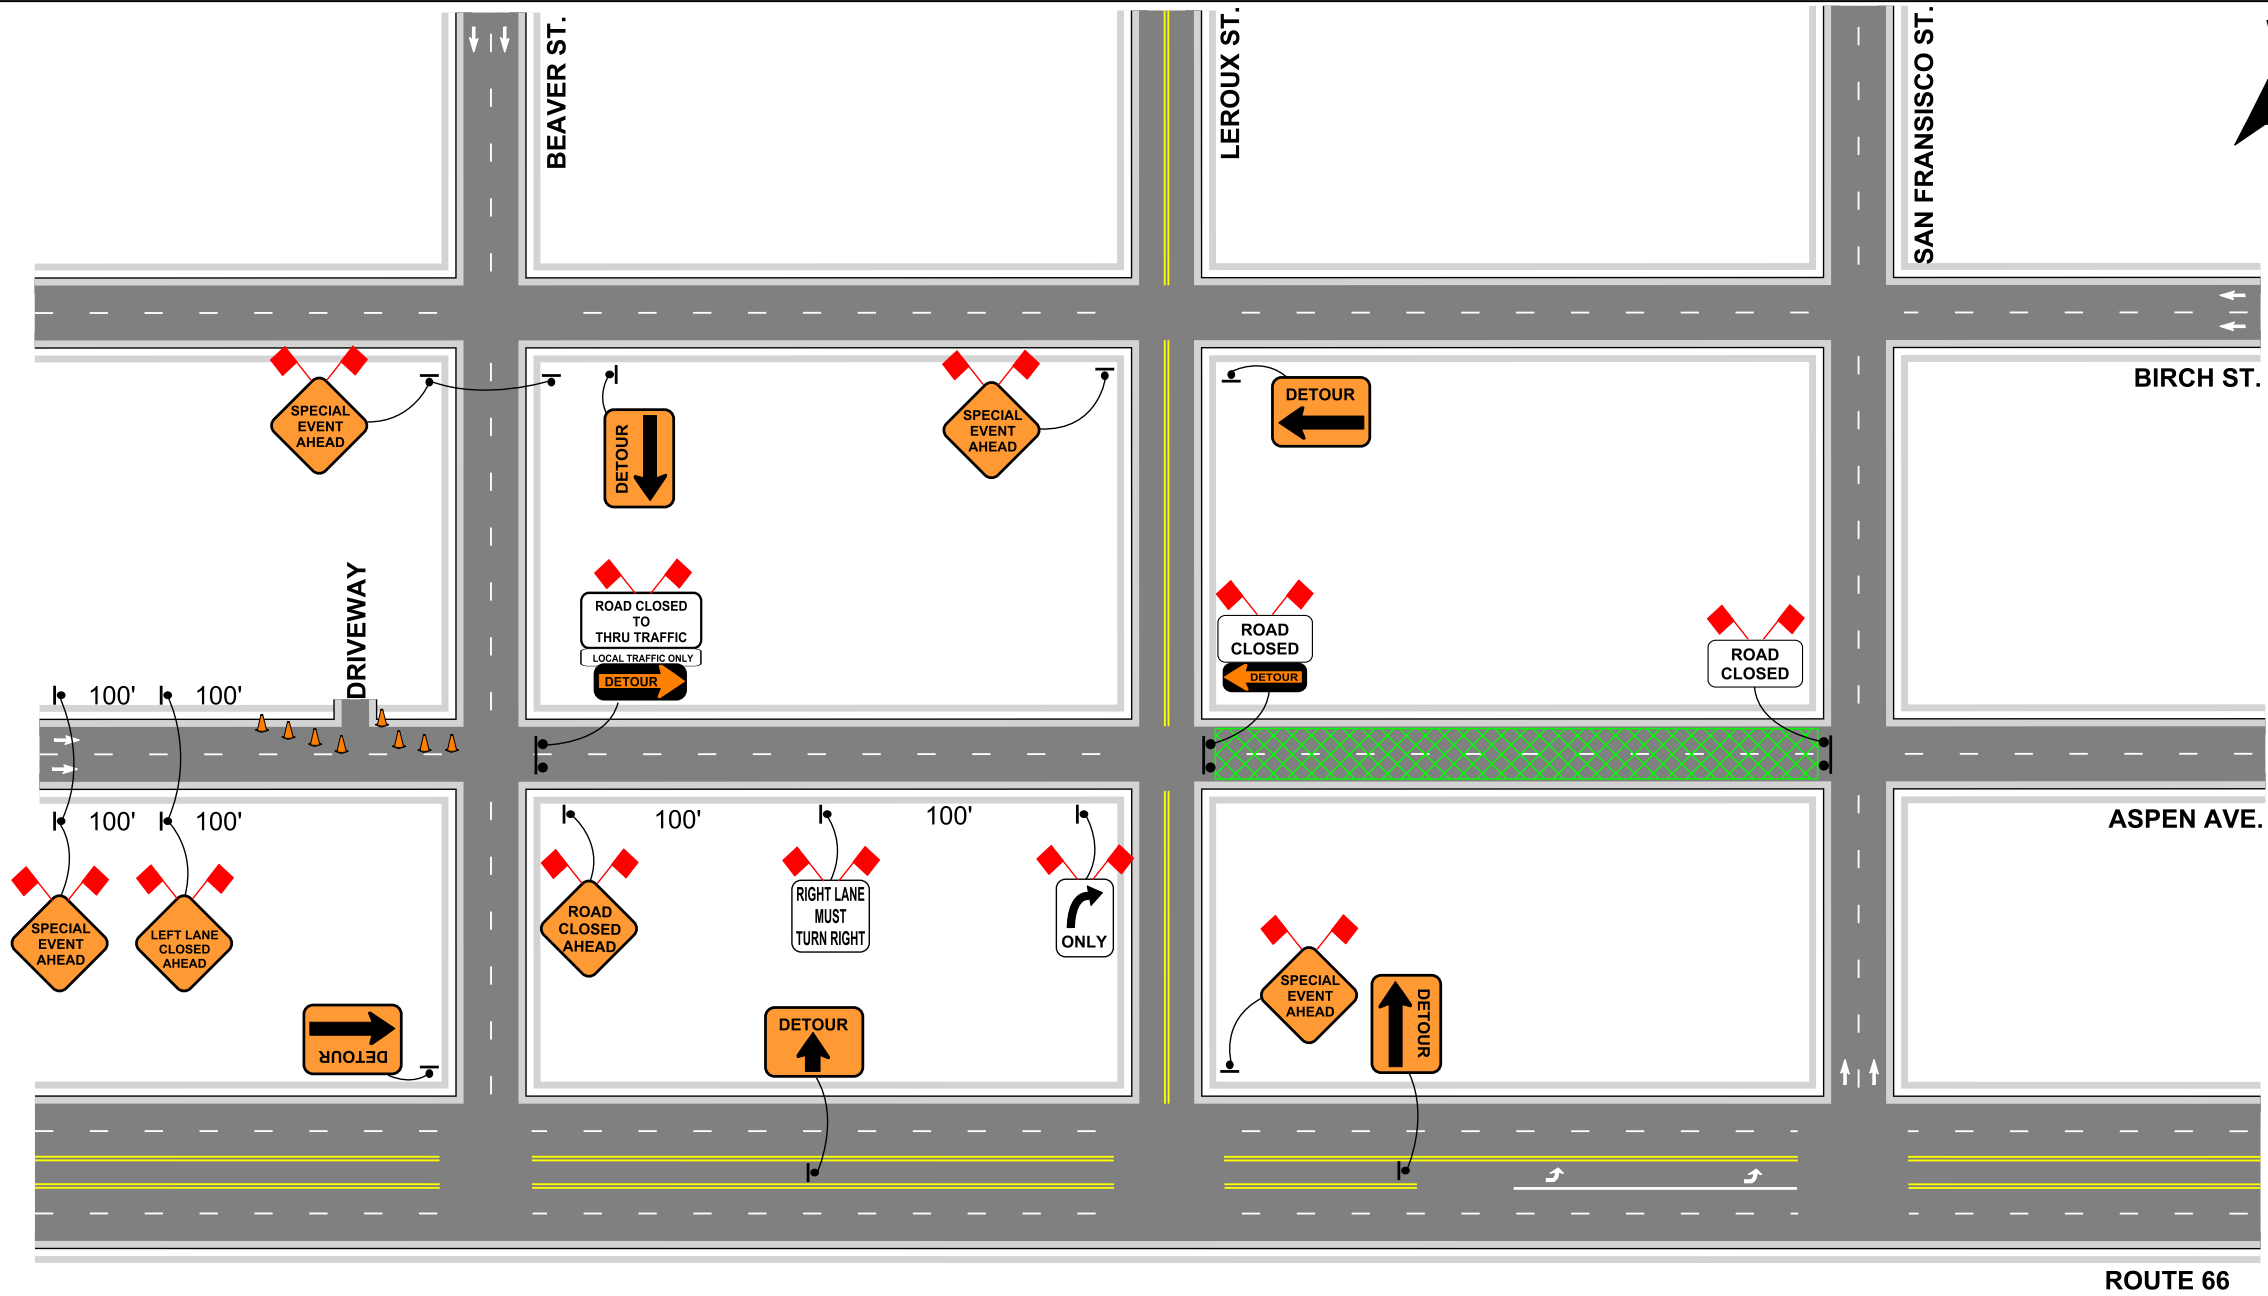 BEAVER ST.
LEROUX ST.
SAN FRANSISCO ST.
BIRCH ST.
SPECIAL
EVENT
AHEAD
DETOUR
SPECIAL
EVENT
AHEAD
DETOUR
DRIVEWAY
ROAD CLOSED
TO
THRU TRAFFIC
LOCAL TRAFFIC ONLY
DETOUR
ROAD
CLOSED
DETOUR
ROAD
CLOSED
100'
100'
100'
100'
100'
100'
ASPEN AVE.
SPECIAL
EVENT
AHEAD
LEFT LANE
CLOSED
AHEAD
ROAD
CLOSED
AHEAD
RIGHT LANE
MUST
TURN RIGHT
ONLY
DETOUR
DETOUR
SPECIAL
EVENT
AHEAD
DETOUR
ROUTE 66